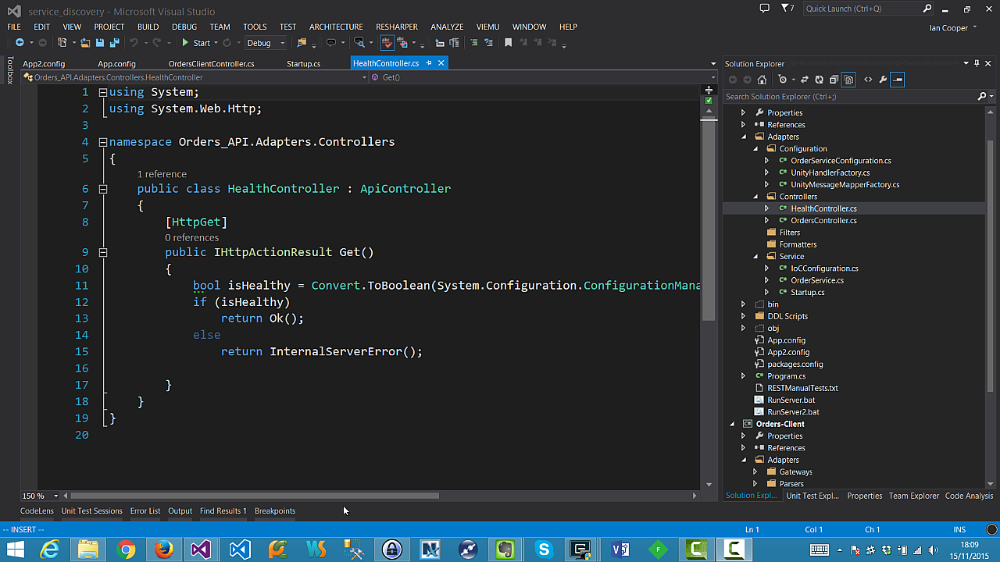 service_discovery - Microsoft Visual Studio
7
Quick Launch (Ctrl+Q)
FILE EDIT VIEW PROJECT BUILD DEBUG TEAM TOOLS TEST ARCHITECTURE RESHARPER ANALYZE VIEMU WINDOW HELP
Ian Cooper
Start Debug
Toolbox
App2.config App.config OrdersClientController.cs Startup.cs HealthController.cs
Orders_API.Adapters.Controllers.HealthController Get()
1 using System;
2 using System.Web.Http;
3
4 namespace Orders_API.Adapters.Controllers
5 {
1 reference
6 public class HealthController : ApiController
7 {
8 [HttpGet]
0 references
9 public IHttpActionResult Get()
10 {
11 bool isHealthy = Convert.ToBoolean(System.Configuration.ConfigurationMana
12 if (isHealthy)
13 return Ok();
14 else
15 return InternalServerError();
16
17 }
18 }
19 }
20
150 %
Solution Explorer
Search Solution Explorer (Ctrl+;)
Properties
References
Adapters
Configuration
OrderServiceConfiguration.cs
UnityHandlerFactory.cs
UnityMessageMapperFactory.cs
Controllers
HealthController.cs
OrdersController.cs
Filters
Formatters
Service
IoCConfiguration.cs
OrderService.cs
Startup.cs
bin
DDL Scripts
obj
App.config
App2.config
packages.config
Program.cs
RESTManualTests.txt
RunServer.bat
RunServer2.bat
Orders-Client
Properties
References
Adapters
Gateways
Parsers
Solution Expl... Unit Test Expl... Properties Team Explorer Code Analysis
CodeLens Unit Test Sessions Error List Output Find Results 1 Breakpoints
-- INSERT -- Ln 1 Col 1 Ch 1 INS
18:09
15/11/2015